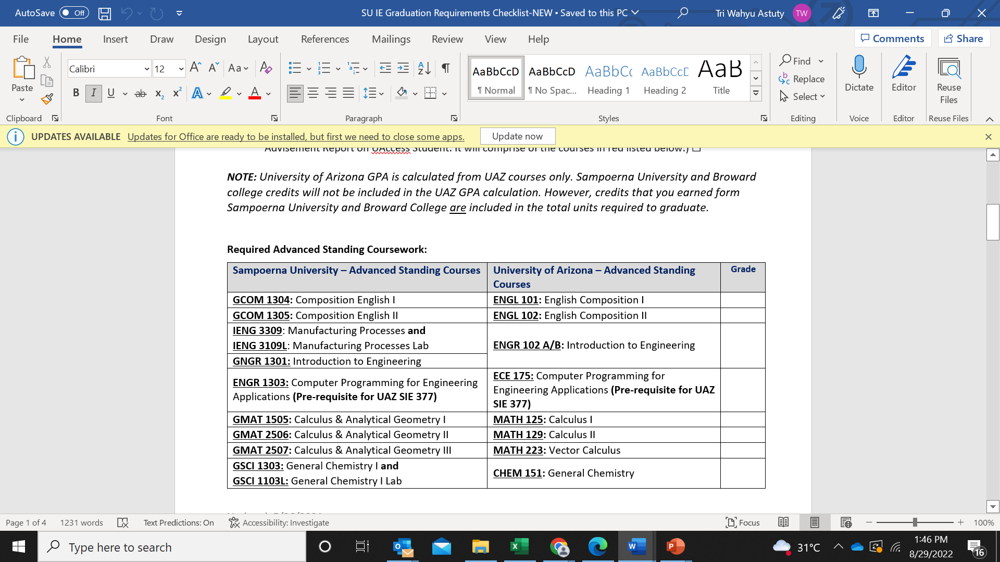 AutoSave Off SU IE Graduation Requirements Checklist-NEW • Saved to this PC Tri Wahyu Astuty TW
File Home Insert Draw Design Layout References Mailings Review View Help Comments Share
Calibri 12 Aa
Paste
B I U ab x2 x2 A A
AaBbCcD AaBbCcD AaBbCc AaBbCcD AaB
¶ Normal ¶ No Spac... Heading 1 Heading 2 Title
Find
Replace
Select
Dictate Editor Reuse
Files
Clipboard Font Paragraph Styles Editing Voice Editor Reuse Files
UPDATES AVAILABLE Updates for Office are ready to be installed, but first we need to close some apps. Update now
Advisement Report on UAccess Student. It will comprise of the courses in red listed below.) ☐
NOTE: University of Arizona GPA is calculated from UAZ courses only. Sampoerna University and Broward
college credits will not be included in the UAZ GPA calculation. However, credits that you earned form
Sampoerna University and Broward College are included in the total units required to graduate.
Required Advanced Standing Coursework:
Sampoerna University – Advanced Standing Courses University of Arizona – Advanced Standing Grade
Courses
GCOM 1304: Composition English I ENGL 101: English Composition I
GCOM 1305: Composition English II ENGL 102: English Composition II
IENG 3309: Manufacturing Processes and
IENG 3109L: Manufacturing Processes Lab ENGR 102 A/B: Introduction to Engineering
GNGR 1301: Introduction to Engineering
ENGR 1303: Computer Programming for Engineering
Applications (Pre-requisite for UAZ SIE 377)
ECE 175: Computer Programming for
Engineering Applications (Pre-requisite for UAZ
SIE 377)
GMAT 1505: Calculus & Analytical Geometry I MATH 125: Calculus I
GMAT 2506: Calculus & Analytical Geometry II MATH 129: Calculus II
GMAT 2507: Calculus & Analytical Geometry III MATH 223: Vector Calculus
GSCI 1303: General Chemistry I and
GSCI 1103L: General Chemistry I Lab
CHEM 151: General Chemistry
Page 1 of 4 1231 words Text Predictions: On Accessibility: Investigate Focus 100%
Type here to search 31°C 1:46 PM
8/29/2022 16